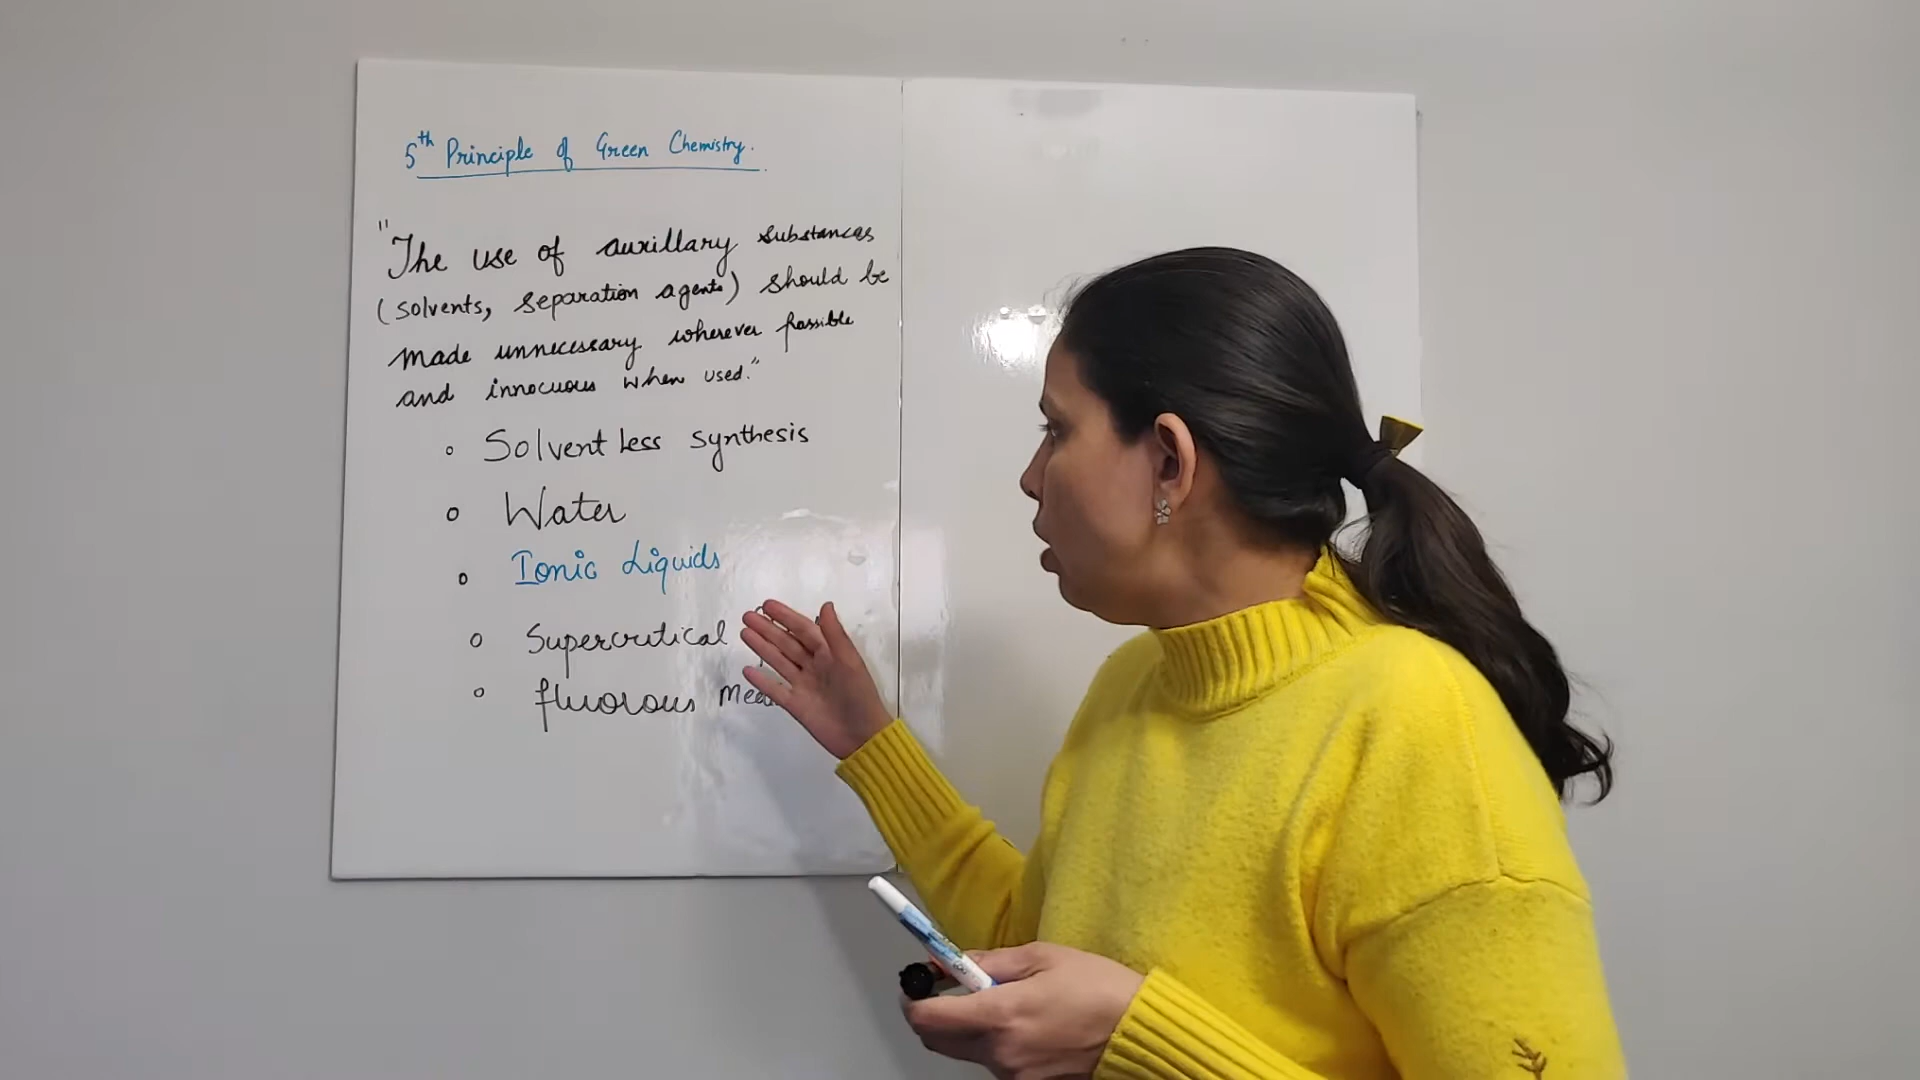 5th Principle of Green Chemistry.
"The use of auxillary substances
(solvents, separation agents) should be
made unnecessary wherever possible
and innocuous when used."
Solvent Less synthesis
Water
Ionic Liquids
Supercritical
fluorous